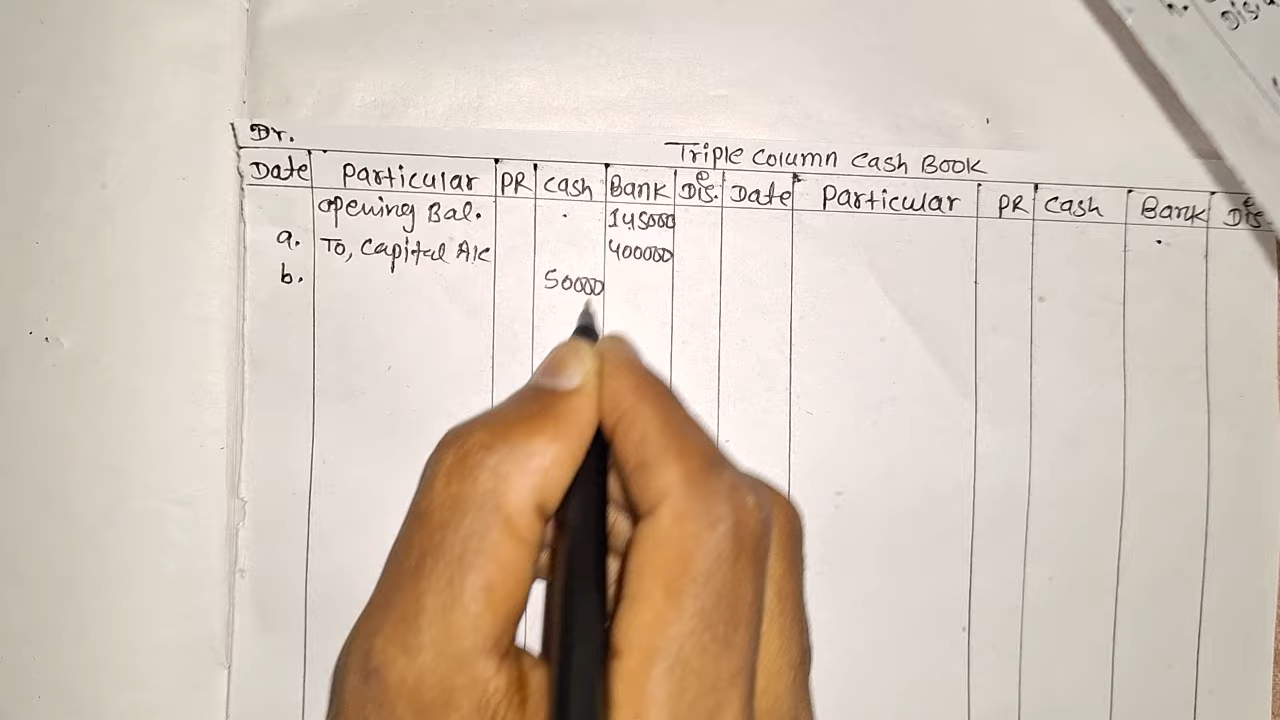 Dis.
Dr.
Triple Column Cash Book
Date Particular PR Cash Bank Dis. Date Particular PR Cash Bank Dis.
opening Bal. 145000
a. To, Capital A/c 400000
b. 50000